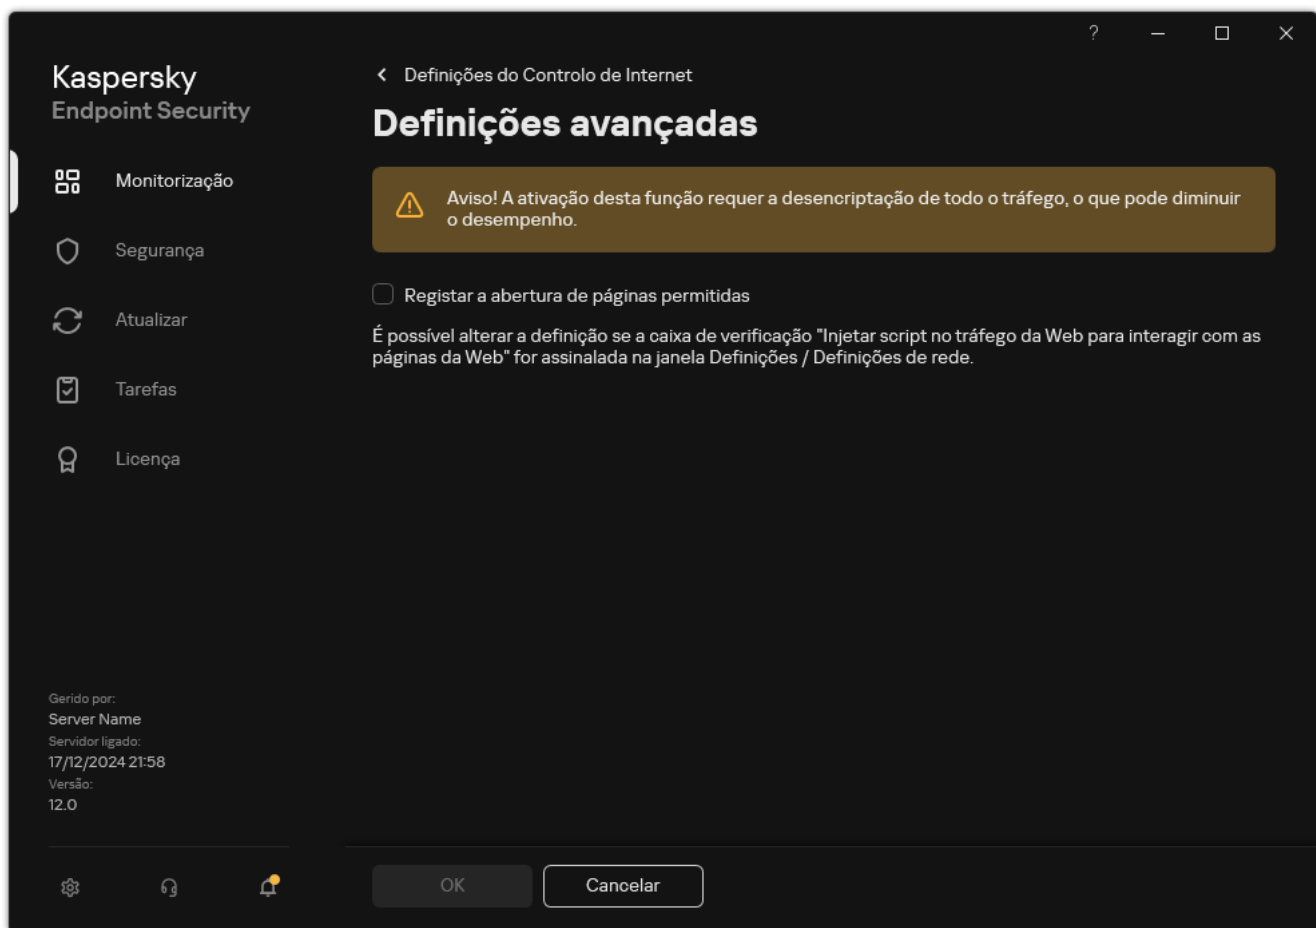 ?
Kaspersky
Endpoint Security
Definições do Controlo de Internet
Definições avançadas
Monitorização
Aviso! A ativação desta função requer a desencriptação de todo o tráfego, o que pode diminuir
o desempenho.
Segurança
Registar a abertura de páginas permitidas
Atualizar
É possível alterar a definição se a caixa de verificação "Injetar script no tráfego da Web para interagir com as
páginas da Web" for assinalada na janela Definições / Definições de rede.
Tarefas
Licença
Gerido por:
Server Name
Servidor ligado:
17/12/2024 21:58
Versão:
12.0
OK
Cancelar